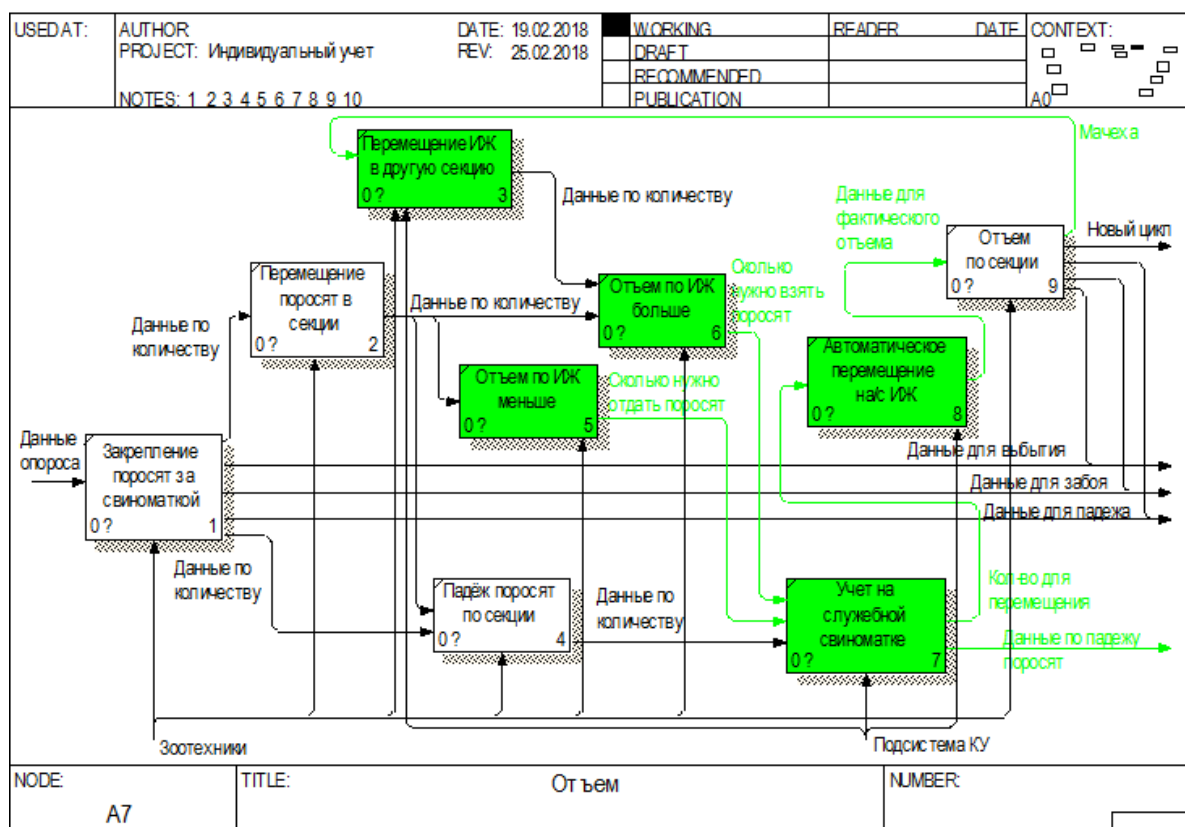 USED AT:
AUTHOR:
PROJECT: Индивидуальный учет
NOTES: 1 2 3 4 5 6 7 8 9 10
DATE: 19.02.2018
REV: 25.02.2018
WORKING
DRAFT
RECOMMENDED
PUBLICATION
READER
DATE
CONTEXT:
A0
Перемещение ИЖ
в другую секцию
0 ?
3
Мачеха
Данные по количеству
Данные для
фактического
отъема
Отъем
по секции
0 ?
9
Новый цикл
Перемещение
поросят в
секции
0 ?
2
Данные по количеству
Отъем по ИЖ
больше
0 ?
6
Сколько
нужно взять
поросят
Данные по
количеству
Отъем по ИЖ
меньше
0 ?
5
Сколько нужно
отдать поросят
Автоматическое
перемещение
на/с ИЖ
0 ?
8
Данные
опороса
Закрепление
поросят за
свиноматкой
0 ?
1
Данные для выбытия
Данные для забоя
Данные для падежа
Данные по
количеству
Падёж поросят
по секции
0 ?
4
Данные по
количеству
Учет на
служебной
свиноматке
0 ?
7
Кол-во для
перемещения
Данные по падежу
поросят
Зоотехники
Подсистема КУ
NODE:
A7
TITLE:
Отъем
NUMBER: